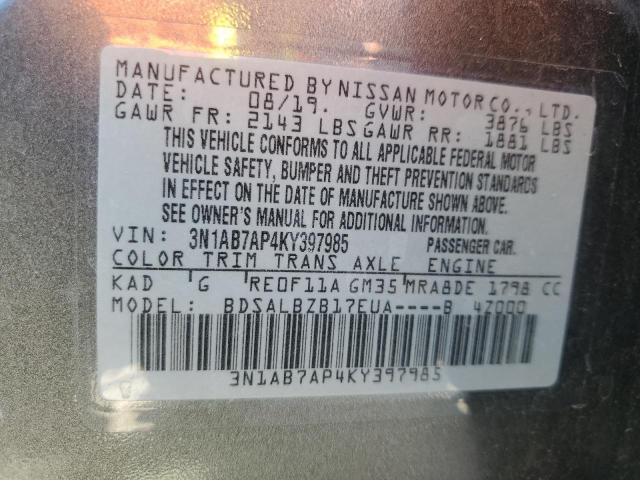 MANUFACTURED BY NISSAN MOTOR CO., LTD.
DATE: 08/19. GVWR: 3876 LBS
GAWR FR: 2143 LBS GAWR RR: 1881 LBS
THIS VEHICLE CONFORMS TO ALL APPLICABLE FEDERAL MOTOR
VEHICLE SAFETY, BUMPER AND THEFT PREVENTION STANDARDS
IN EFFECT ON THE DATE OF MANUFACTURE SHOWN ABOVE.
SEE OWNER'S MANUAL FOR ADDITIONAL INFORMATION.
VIN: 3N1AB7AP4KY397985 PASSENGER CAR.
COLOR TRIM TRANS AXLE ENGINE
KAD G RE0F11A GM35 MRA8DE 1798 CC
MODEL: BDSALBZB17EUA----B 4Z000
3N1AB7AP4KY397985